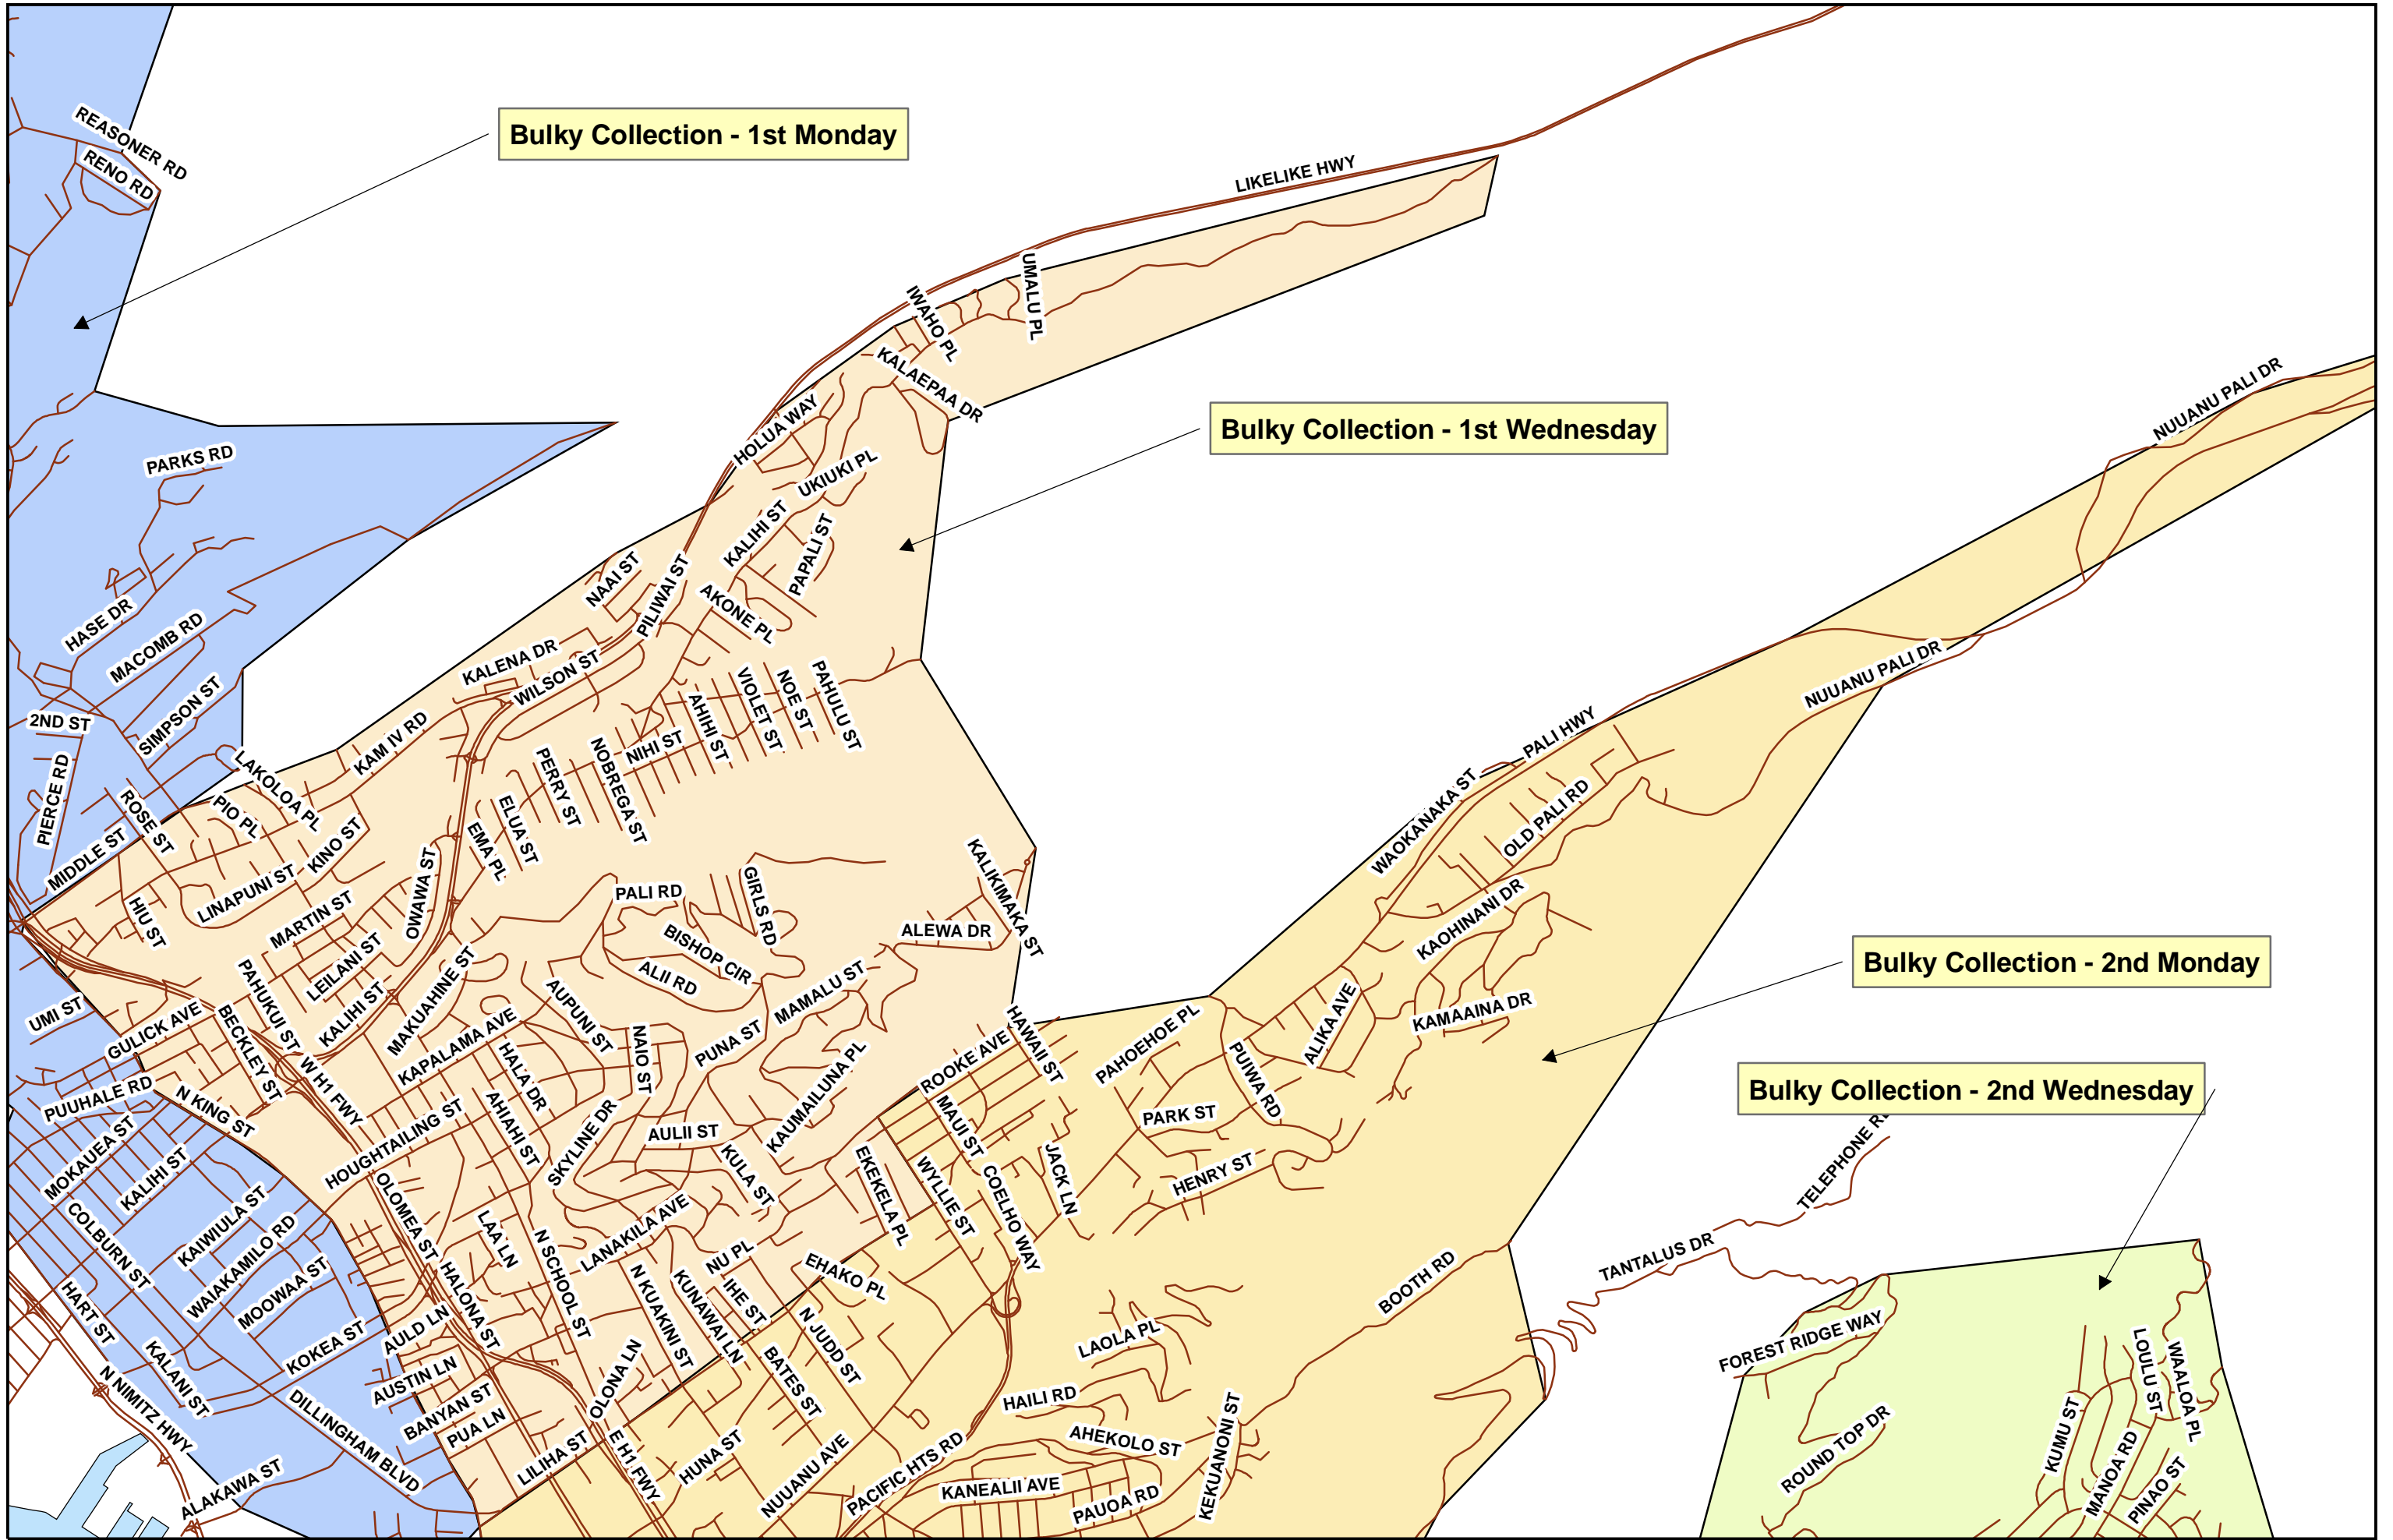 REASONER RD
RENO RD
Bulky Collection - 1st Monday
LIKELIKE HWY
UMALU PL
IWAHO PL
KALAEPAA DR
HOLUA WAY
Bulky Collection - 1st Wednesday
NUUANU PALI DR
PARKS RD
UKIUKI PL
KALIHI ST
PAPALI ST
NAAI ST
PILIWAI ST
AKONE PL
HASE DR
MACOMB RD
KALENA DR
WILSON ST
SIMPSON ST
2ND ST
KAM IV RD
NIHI ST
AHIHI ST
VIOLET ST
NOE ST
PAHULU ST
NUUANU PALI DR
PALI HWY
PIERCE RD
LAKOLOA PL
PERRY ST
NOBREGA ST
ROSE ST
PIO PL
KINO ST
ELUA ST
EMA PL
WAOKANAKA ST
OLD PALI RD
MIDDLE ST
LINAPUNI ST
HIU ST
MARTIN ST
OWAWA ST
PALI RD
GIRLS RD
KALIKIMAKA ST
ALEWA DR
KAOHINANI DR
BISHOP CIR
ALII RD
LEILANI ST
Bulky Collection - 2nd Monday
UMI ST
GULICK AVE
PAHUKUI ST
BECKLEY ST
KALIHI ST
MAKUAHINE ST
AUPUNI ST
MAMALU ST
KAMAAINA DR
ALIKA AVE
HAWAII ST
PAHOEHOE PL
PUIWA RD
W H1 FWY
KAPALAMA AVE
HALA DR
NAIO ST
PUNA ST
ROOKE AVE
KAUMAILUNA PL
Bulky Collection - 2nd Wednesday
PUUHALE RD
N KING ST
MOKAUEA ST
KALIHI ST
HOUGHTAILING ST
AHIAHI ST
SKYLINE DR
AULII ST
MAUI ST
PARK ST
JACK LN
HENRY ST
TELEPHONE RD
COLBURN ST
KAIWIULA ST
WAIAKAMILO RD
MOOWAA ST
OLOMEA ST
LAA LN
N SCHOOL ST
LANAKILA AVE
KULA ST
EKEKELA PL
WYLLIE ST
COELHO WAY
TANTALUS DR
BOOTH RD
HART ST
HALONA ST
AULD LN
NU PL
IHE ST
EHAKO PL
N KUAKINI ST
KUNAWAI LN
N JUDD ST
LAOLA PL
FOREST RIDGE WAY
LOULU ST
WAALOA PL
KOKEA ST
KALANI ST
N NIMITZ HWY
AUSTIN LN
BANYAN ST
PUA LN
OLONA LN
BATES ST
HAILI RD
KEKUANONI ST
AHEKOLO ST
KUMU ST
ROUND TOP DR
DILLINGHAM BLVD
ALAKAWA ST
LILIHA ST
E H1 FWY
HUNA ST
NUUANU AVE
PACIFIC HTS RD
KANEALII AVE
PAUOA RD
MANOA RD
PINAO ST